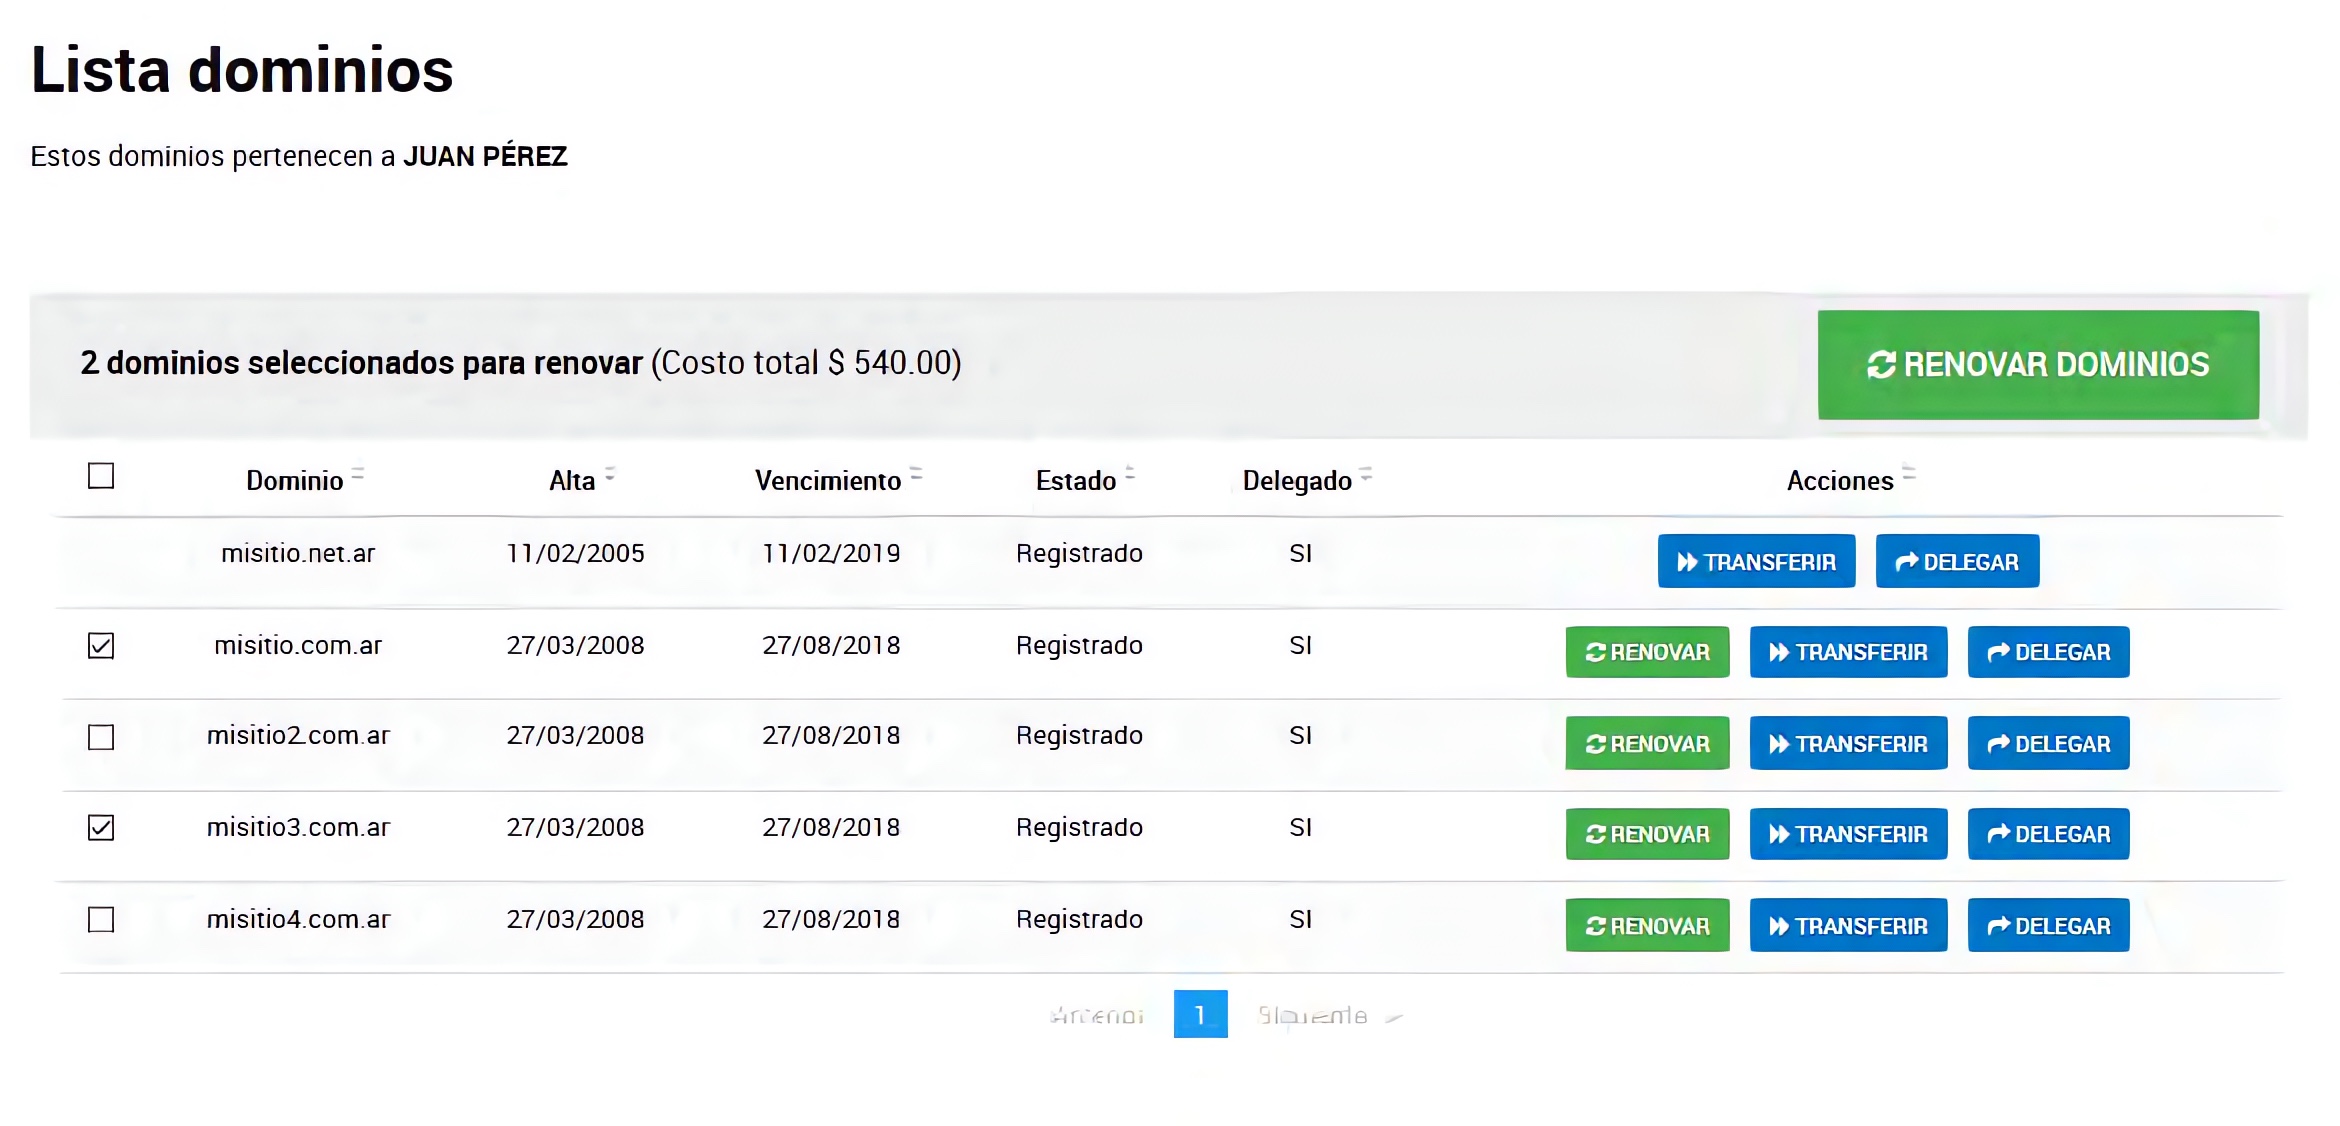 Lista dominios
Estos dominios pertenecen a JUAN PÉREZ
2 dominios seleccionados para renovar (Costo total $ 540.00) RENOVAR DOMINIOS
Dominio Alta Vencimiento Estado Delegado Acciones
misitio.net.ar 11/02/2005 11/02/2019 Registrado SI TRANSFERIR DELEGAR
misitio.com.ar 27/03/2008 27/08/2018 Registrado SI RENOVAR TRANSFERIR DELEGAR
misitio2.com.ar 27/03/2008 27/08/2018 Registrado SI RENOVAR TRANSFERIR DELEGAR
misitio3.com.ar 27/03/2008 27/08/2018 Registrado SI RENOVAR TRANSFERIR DELEGAR
misitio4.com.ar 27/03/2008 27/08/2018 Registrado SI RENOVAR TRANSFERIR DELEGAR
1